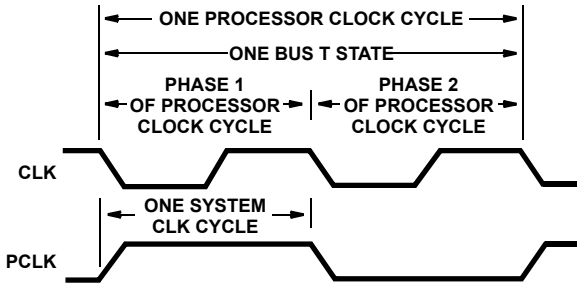 ONE PROCESSOR CLOCK CYCLE
ONE BUS T STATE
PHASE 1
OF PROCESSOR
CLOCK CYCLE
PHASE 2
OF PROCESSOR
CLOCK CYCLE
CLK
ONE SYSTEM
CLK CYCLE
PCLK